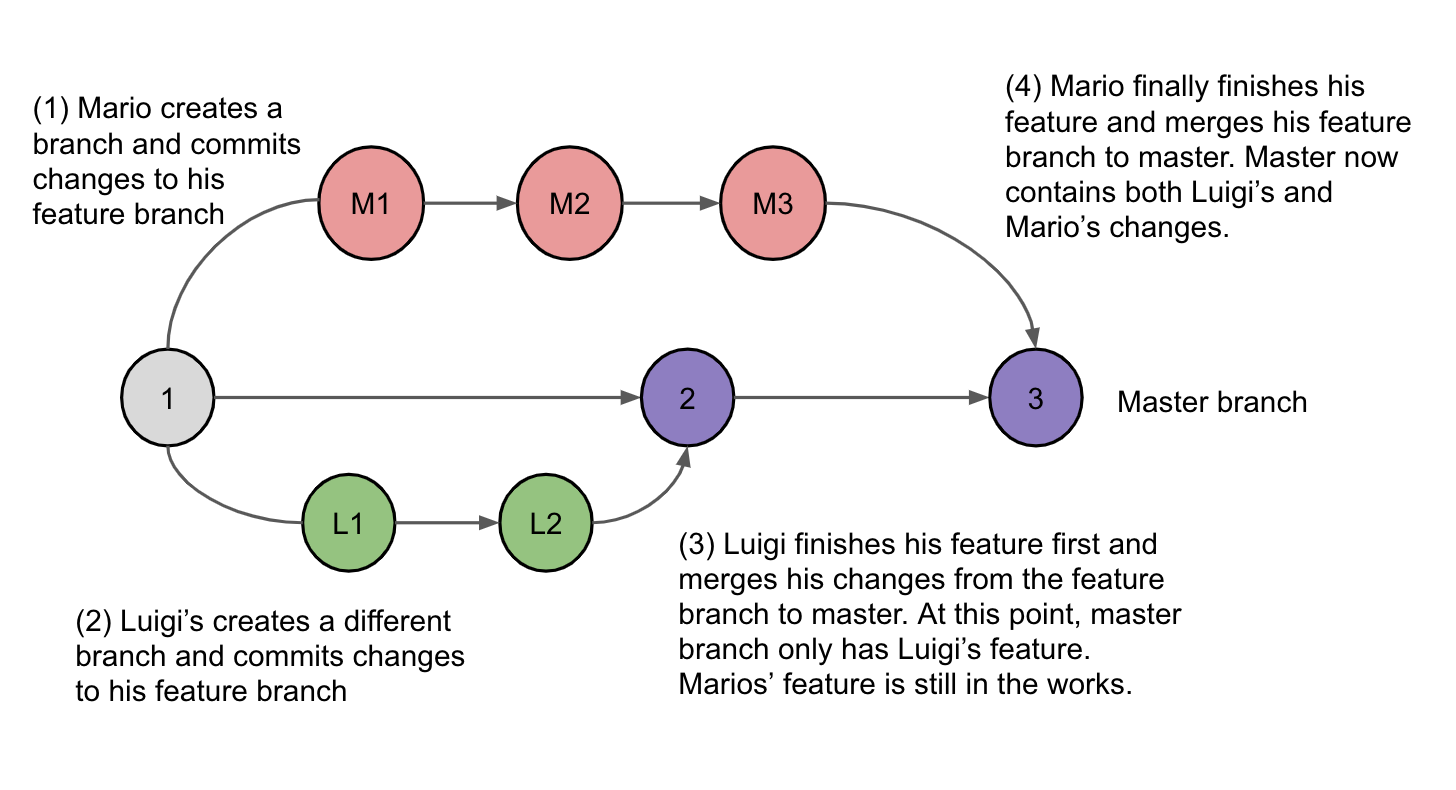 (1) Mario creates a
branch and commits
changes to his
feature branch
(4) Mario finally finishes his
feature and merges his feature
branch to master. Master now
contains both Luigi’s and
Mario’s changes.
M1
M2
M3
1
2
3
Master branch
L1
L2
(2) Luigi’s creates a different
branch and commits changes
to his feature branch
(3) Luigi finishes his feature first and
merges his changes from the feature
branch to master. At this point, master
branch only has Luigi’s feature.
Marios’ feature is still in the works.